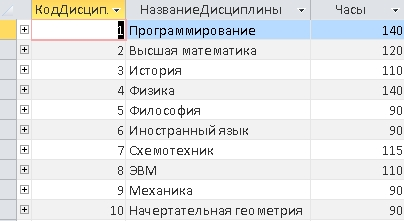 КодДисцип. НазваниеДисциплины Часы
1 Программирование 140
2 Высшая математика 120
3 История 110
4 Физика 140
5 Философия 90
6 Иностранный язык 90
7 Схемотехник 115
8 ЭВМ 110
9 Механика 90
10 Начертательная геометрия 90